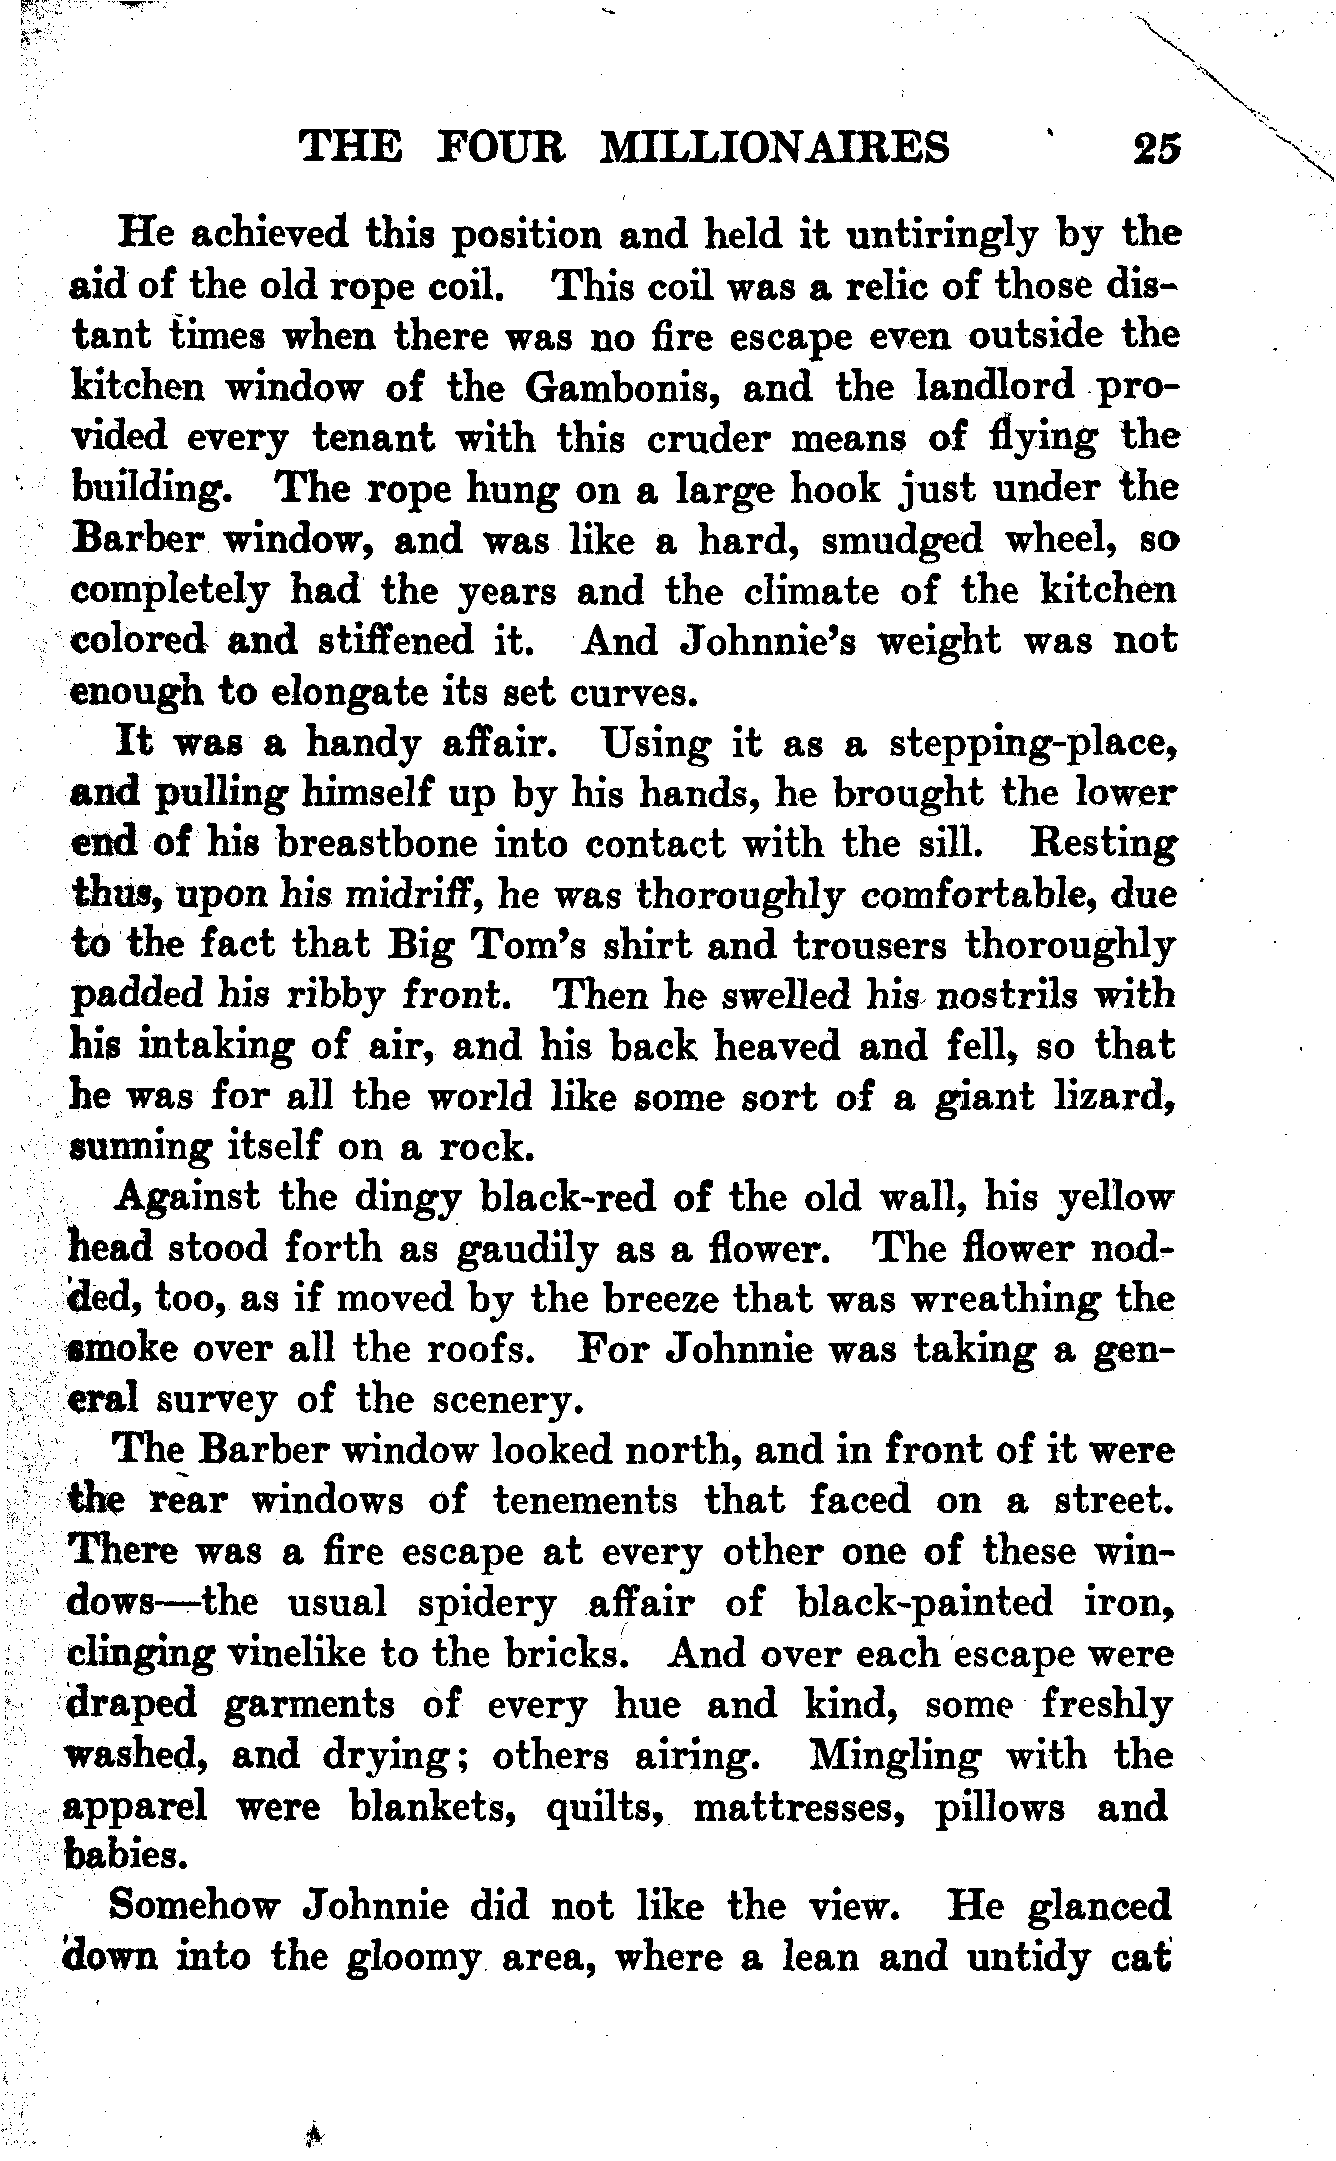 THE FOUR MILLIONAIRES 25
He achieved this position and held it untiringly by the
aid of the old rope coil. This coil was a relic of those dis-
tant times when there was no fire escape even outside the
kitchen window of the Gambonis, and the landlord pro-
vided every tenant with this cruder means of flying the
building. The rope hung on a large hook just under the
Barber window, and was like a hard, smudged wheel, so
completely had the years and the climate of the kitchen
colored and stiffened it. And Johnnie's weight was not
enough to elongate its set curves.
It was a handy affair. Using it as a stepping-place,
and pulling himself up by his hands, he brought the lower
end of his breastbone into contact with the sill. Resting
thus, upon his midriff, he was thoroughly comfortable, due
to the fact that Big Tom's shirt and trousers thoroughly
padded his ribby front. Then he swelled his nostrils with
his intaking of air, and his back heaved and fell, so that
he was for all the world like some sort of a giant lizard,
sunning itself on a rock.
Against the dingy black-red of the old wall, his yellow
head stood forth as gaudily as a flower. The flower nod-
ded, too, as if moved by the breeze that was wreathing the
smoke over all the roofs. For Johnnie was taking a gen-
eral survey of the scenery.
The Barber window looked north, and in front of it were
the rear windows of tenements that faced on a street.
There was a fire escape at every other one of these win-
dows—the usual spidery affair of black-painted iron,
clinging vinelike to the bricks. And over each escape were
draped garments of every hue and kind, some freshly
washed, and drying; others airing. Mingling with the
apparel were blankets, quilts, mattresses, pillows and
babies.
Somehow Johnnie did not like the view. He glanced
down into the gloomy area, where a lean and untidy cat